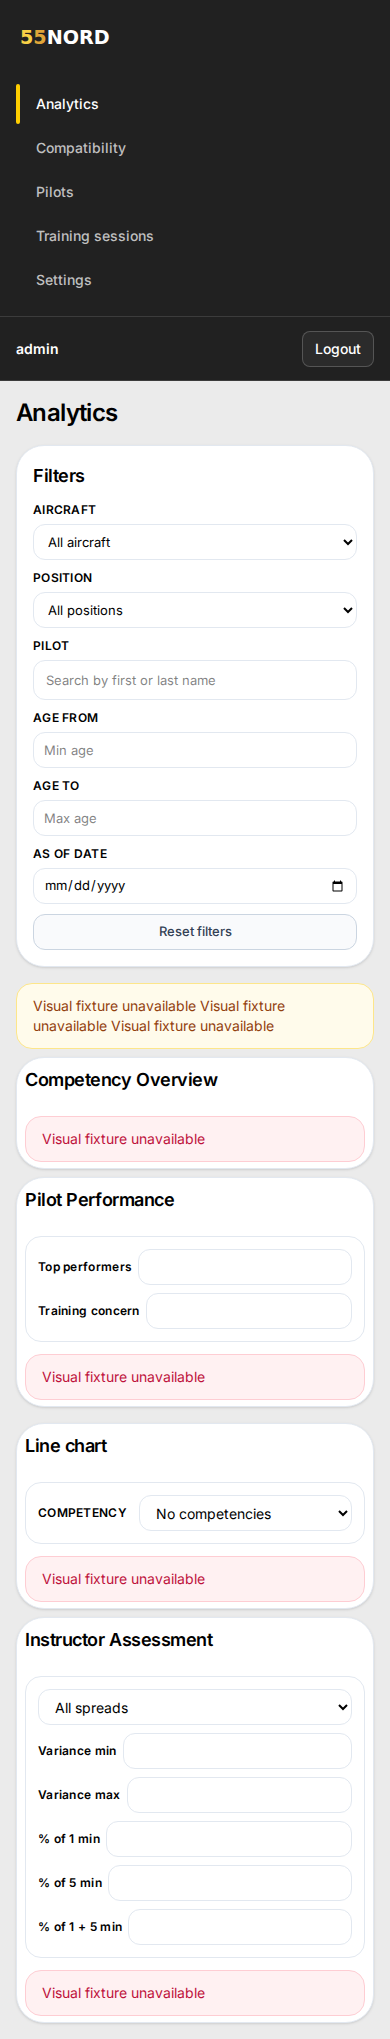 55NORD
Analytics
Compatibility
Pilots
Training sessions
Settings
admin
Logout
Analytics
Filters
AIRCRAFT
All aircraft
POSITION
All positions
PILOT
Search by first or last name
AGE FROM
Min age
AGE TO
Max age
AS OF DATE
mm/dd/yyyy
Reset filters
Visual fixture unavailable Visual fixture
unavailable Visual fixture unavailable
Competency Overview
Visual fixture unavailable
Pilot Performance
Top performers
Training concern
Visual fixture unavailable
Line chart
COMPETENCY
No competencies
Visual fixture unavailable
Instructor Assessment
All spreads
Variance min
Variance max
% of 1 min
% of 5 min
% of 1 + 5 min
Visual fixture unavailable